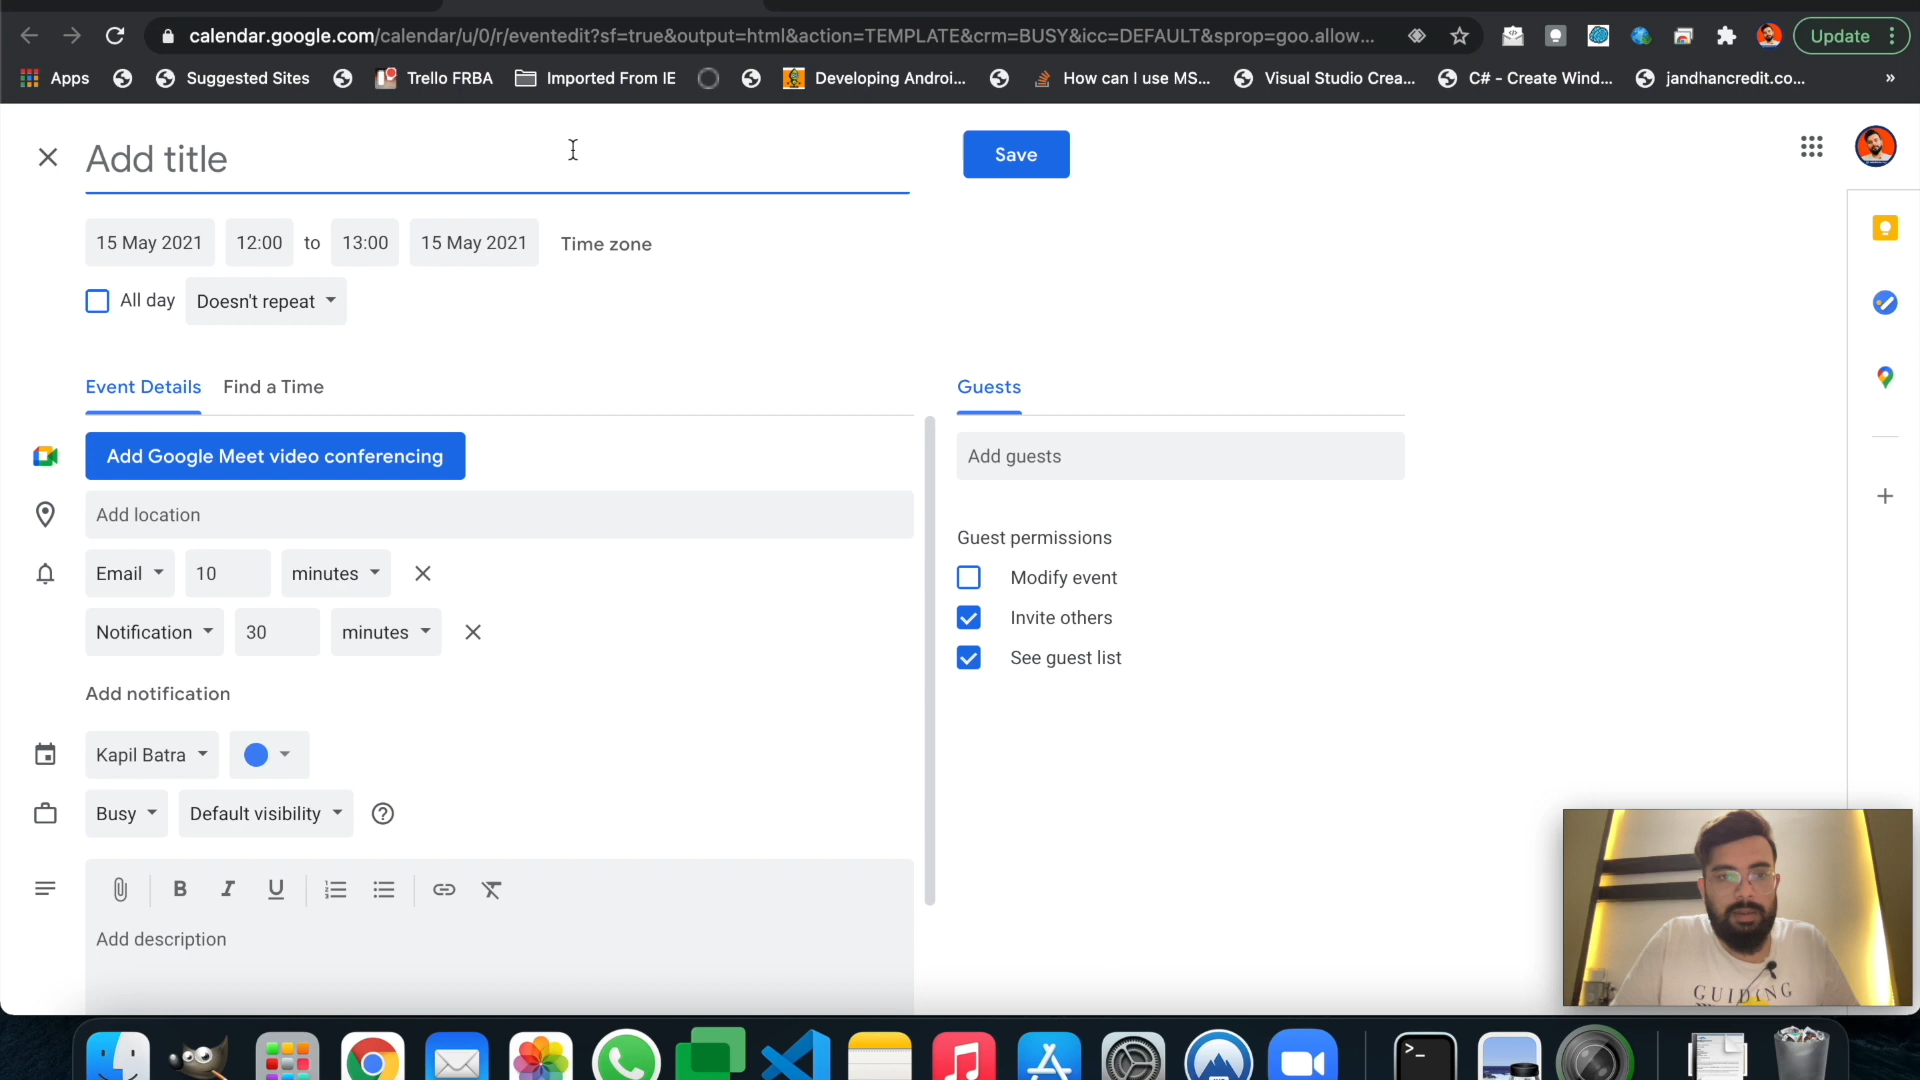 calendar.google.com/calendar/u/0/r/eventedit?sf=true&output=html&action=TEMPLATE&crm=BUSY&icc=DEFAULT&sprop=goo.allow...
Update
Apps
Suggested Sites
Trello FRBA
Imported From IE
Developing Androi...
How can I use MS...
Visual Studio Crea...
C# - Create Wind...
jandhancredit.co...
»
Add title
Save
15 May 2021
12:00
to
13:00
15 May 2021
Time zone
All day
Doesn't repeat
Event Details
Find a Time
Guests
Add Google Meet video conferencing
Add guests
Add location
Guest permissions
Email
10
minutes
Modify event
Invite others
Notification
30
minutes
See guest list
Add notification
Kapil Batra
Busy
Default visibility
B I U
Add description
GUIDING